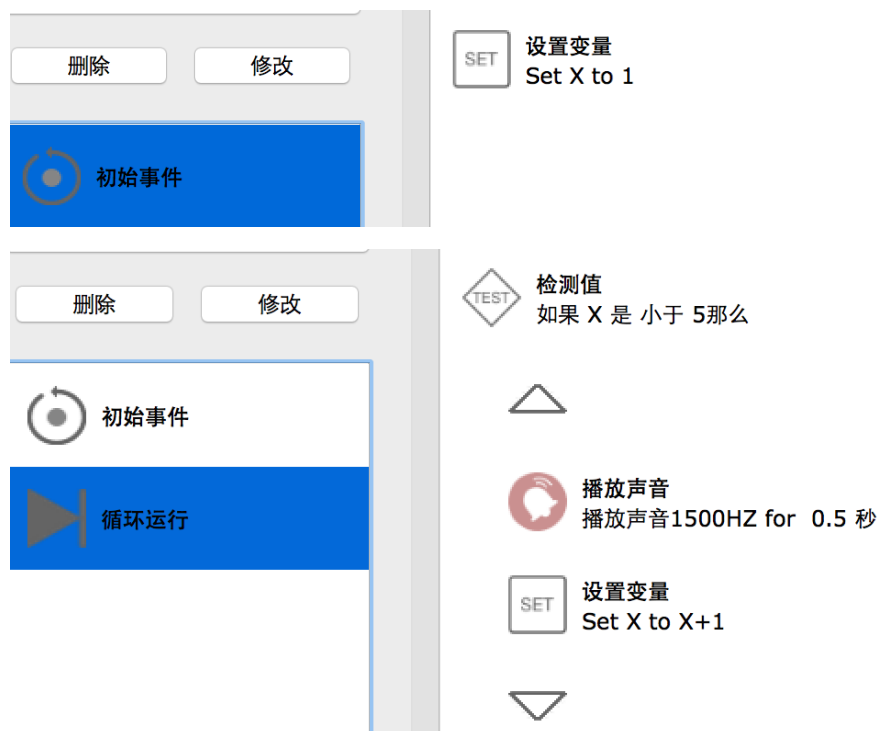 删除
修改
SET
设置变量
Set X to 1
初始事件
删除
修改
TEST
检测值
如果 X 是 小于 5那么
初始事件
循环运行
播放声音
播放声音1500HZ for  0.5 秒
SET
设置变量
Set X to X+1